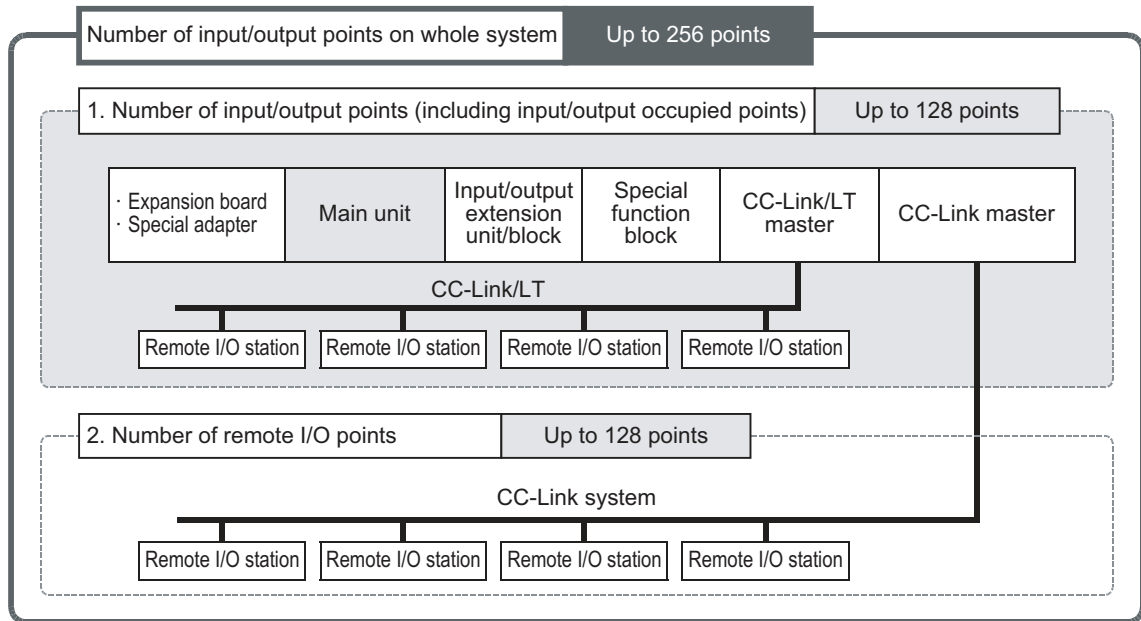 Number of input/output points on whole system
Up to 256 points
1. Number of input/output points (including input/output occupied points)
Up to 128 points
· Expansion board
· Special adapter
Main unit
Input/output
extension
unit/block
Special
function
block
CC-Link/LT
master
CC-Link master
CC-Link/LT
Remote I/O station
Remote I/O station
Remote I/O station
Remote I/O station
2. Number of remote I/O points
Up to 128 points
CC-Link system
Remote I/O station
Remote I/O station
Remote I/O station
Remote I/O station